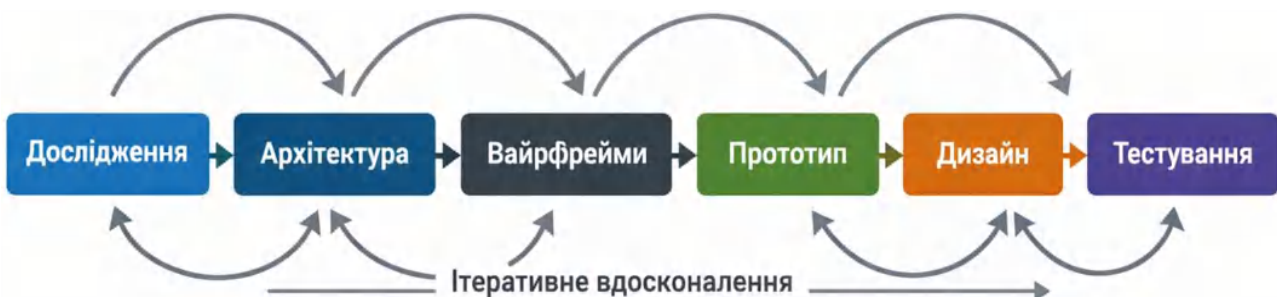 Дослідження
Архітектура
Вайрфрейми
Прототип
Дизайн
Тестування
Ітеративне вдосконалення